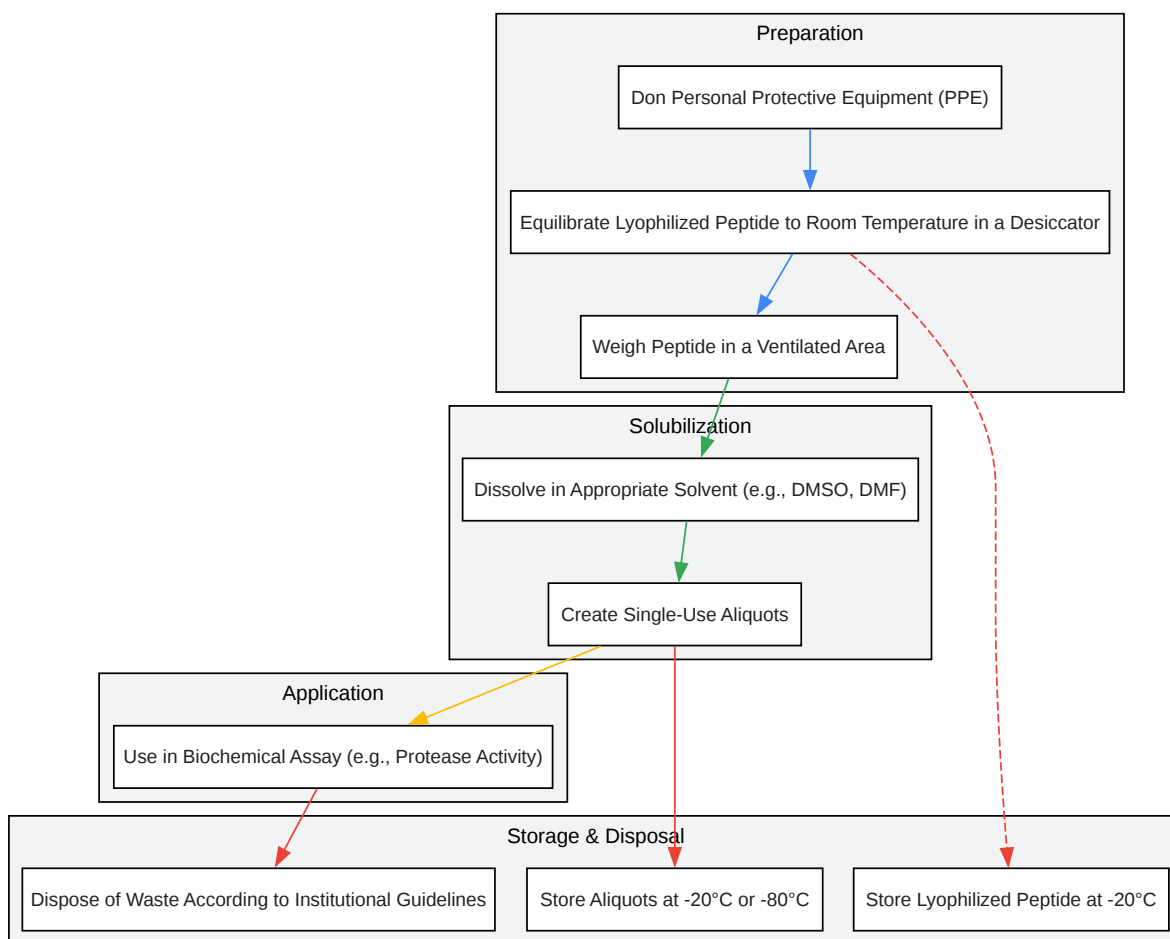 Preparation
Don Personal Protective Equipment (PPE)
Equilibrate Lyophilized Peptide to Room Temperature in a Desiccator
Weigh Peptide in a Ventilated Area
Solubilization
Dissolve in Appropriate Solvent (e.g., DMSO, DMF)
Create Single-Use Aliquots
Application
Use in Biochemical Assay (e.g., Protease Activity)
Storage & Disposal
Dispose of Waste According to Institutional Guidelines
Store Aliquots at -20°C or -80°C
Store Lyophilized Peptide at -20°C